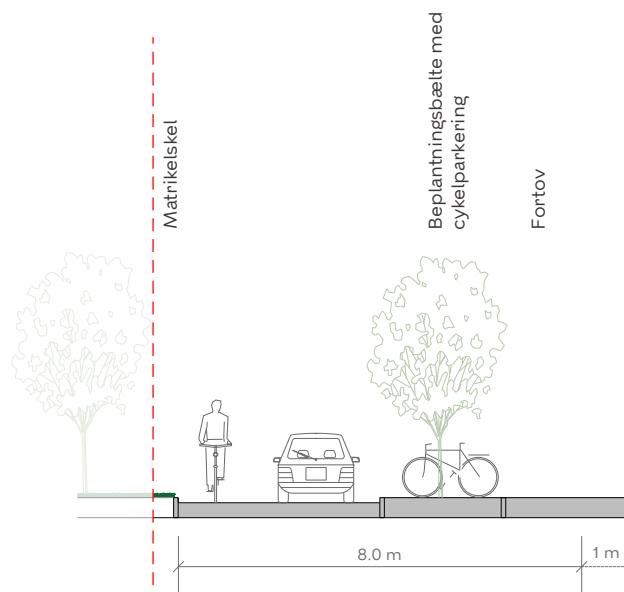 Matrikelskel
Beplantningsbælte med
cykelparkering
Fortov
8.0 m
1 m